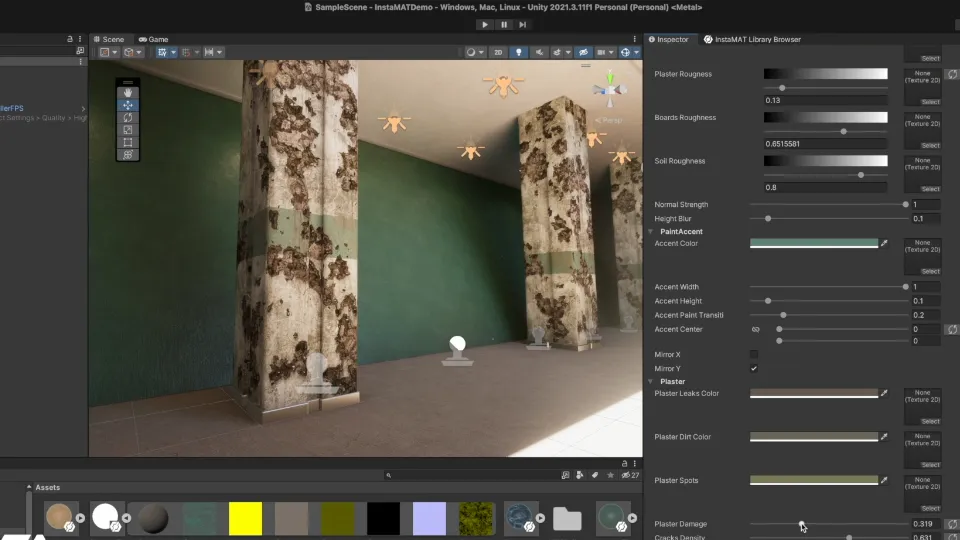 SampleScene - InstaMATDemo - Windows, Mac, Linux - Unity 2021.3.11f1 Personal (Personal) <Metal>
Scene Game
Inspector InstaMAT Library Browser
2D
Select
Plaster Rougness
None
(Texture 2D)
0.13
Select
Boards Roughness
None
(Texture 2D)
0.6515581
Select
Soil Roughness
None
(Texture 2D)
0.8
Select
Normal Strength 1
Height Blur 0.1
PaintAccent
Accent Color
None
(Texture 2D)
Select
Accent Width 1
Accent Height 0.1
Accent Paint Transiti 0.2
Accent Center 0
0
Mirror X
Mirror Y
Plaster
Plaster Leaks Color
None
(Texture 2D)
Select
Plaster Dirt Color
None
(Texture 2D)
Select
Plaster Spots
None
(Texture 2D)
Select
Plaster Damage 0.319
Cracks Density 0.631
llerFPS
ct Settings > Quality > High
Persp
27
Assets